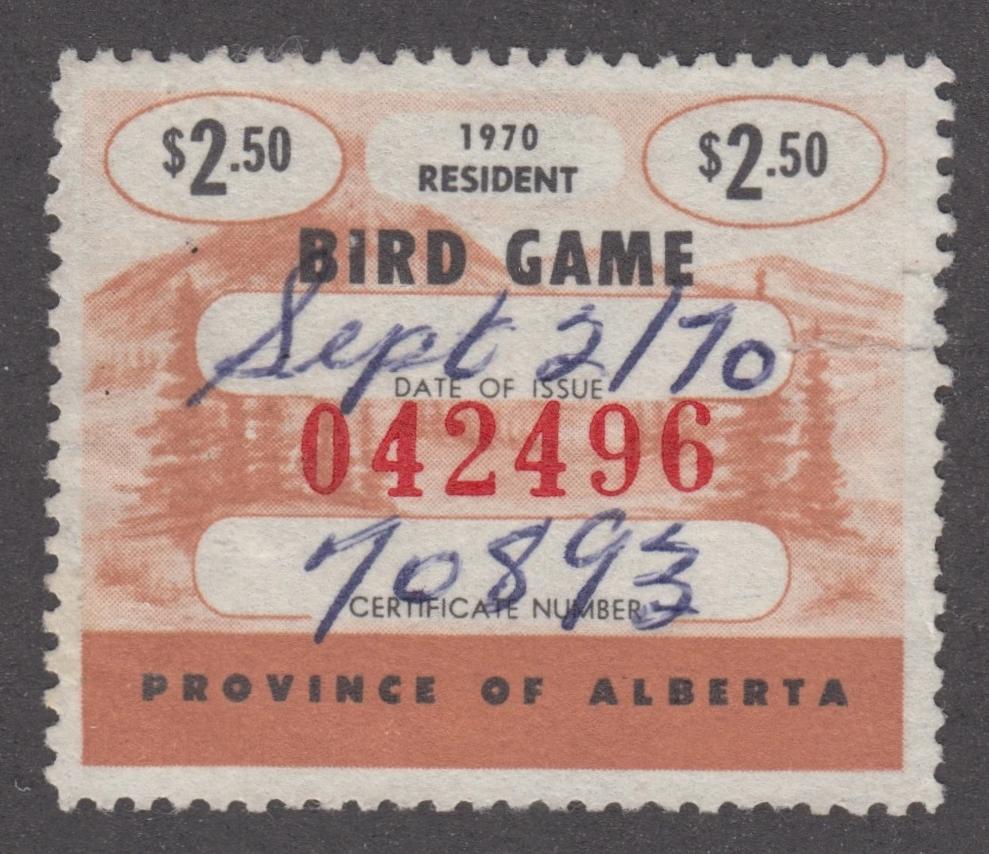 $2.50 1970 $2.50
RESIDENT
BIRD GAME
Sept 2/70
DATE OF ISSUE
042496
70893
CERTIFICATE NUMBER
PROVINCE OF ALBERTA